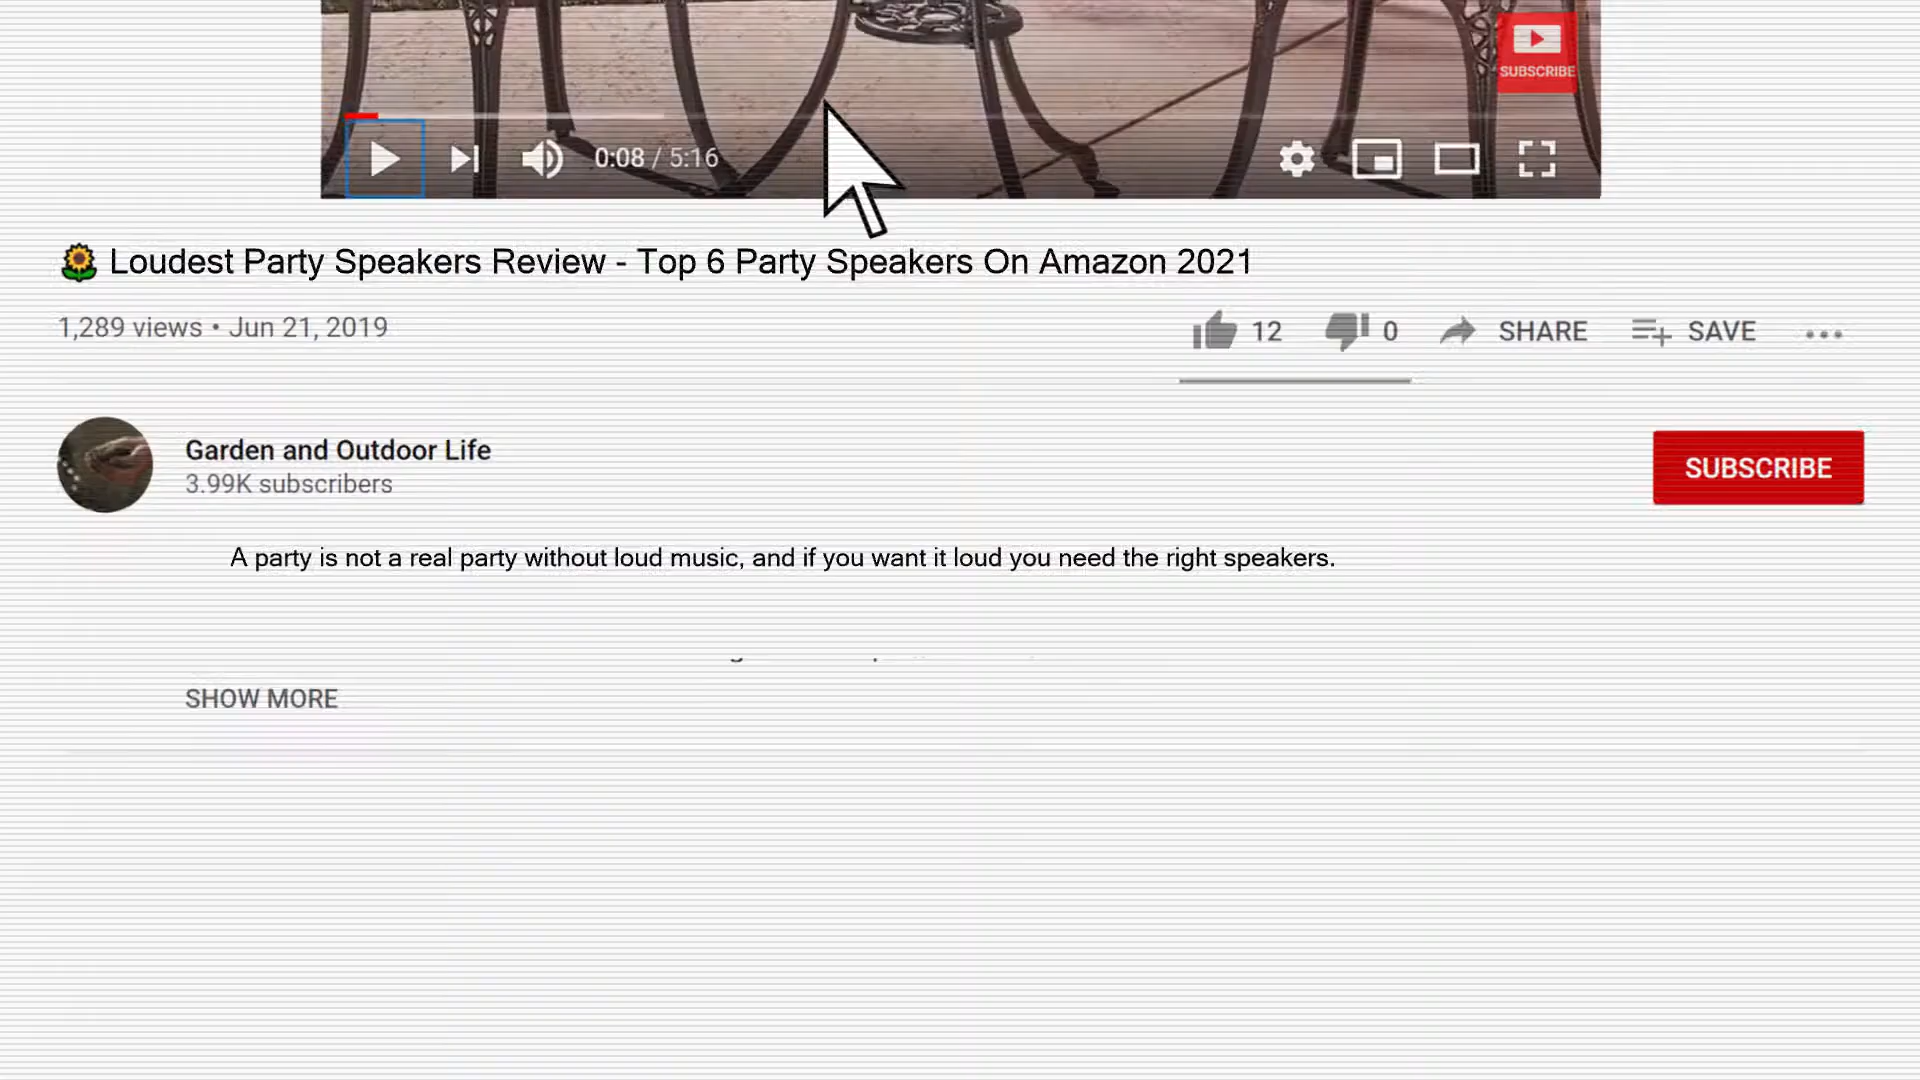 SUBSCRIBE
0:08 / 5:16
🌻 Loudest Party Speakers Review - Top 6 Party Speakers On Amazon 2021
1,289 views • Jun 21, 2019
12 0 SHARE SAVE
Garden and Outdoor Life
3.99K subscribers
SUBSCRIBE
A party is not a real party without loud music, and if you want it loud you need the right speakers.
SHOW MORE